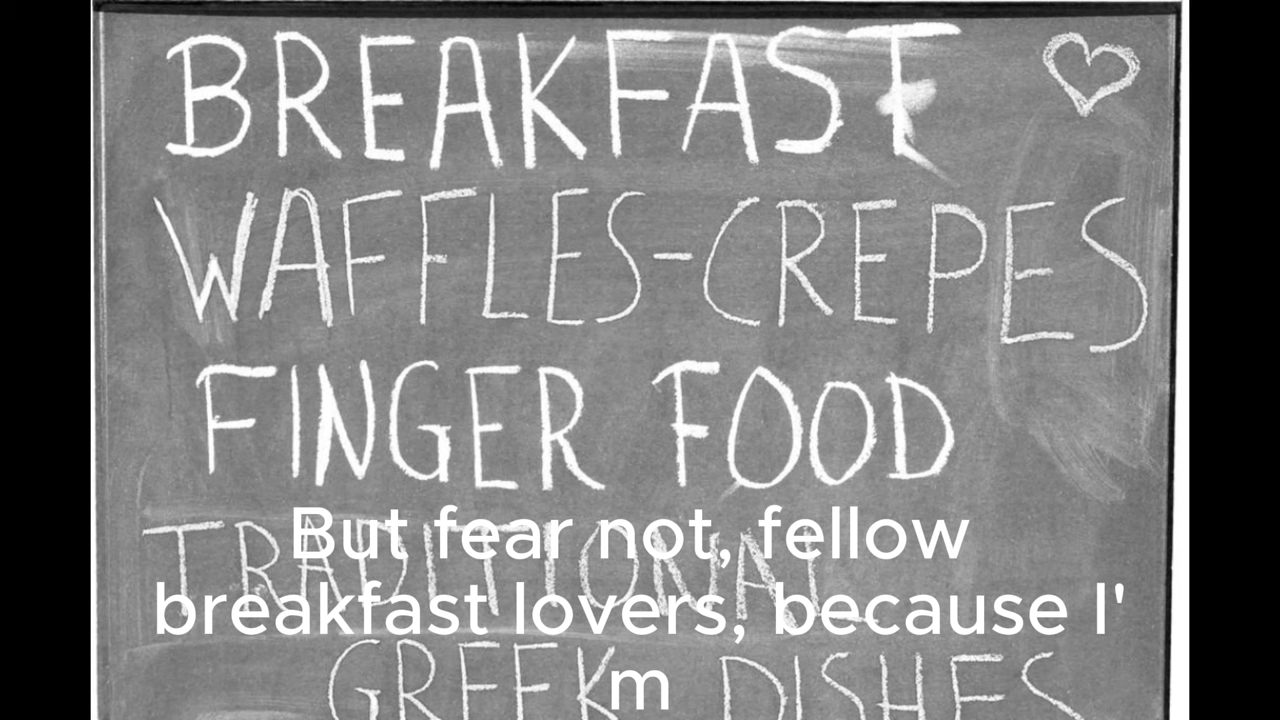 BREAKFAST
WAFFLES-CREPES
FINGER FOOD
TRADITIONAL
But fear not, fellow
breakfast lovers, because I'
m
GREEK DISHES